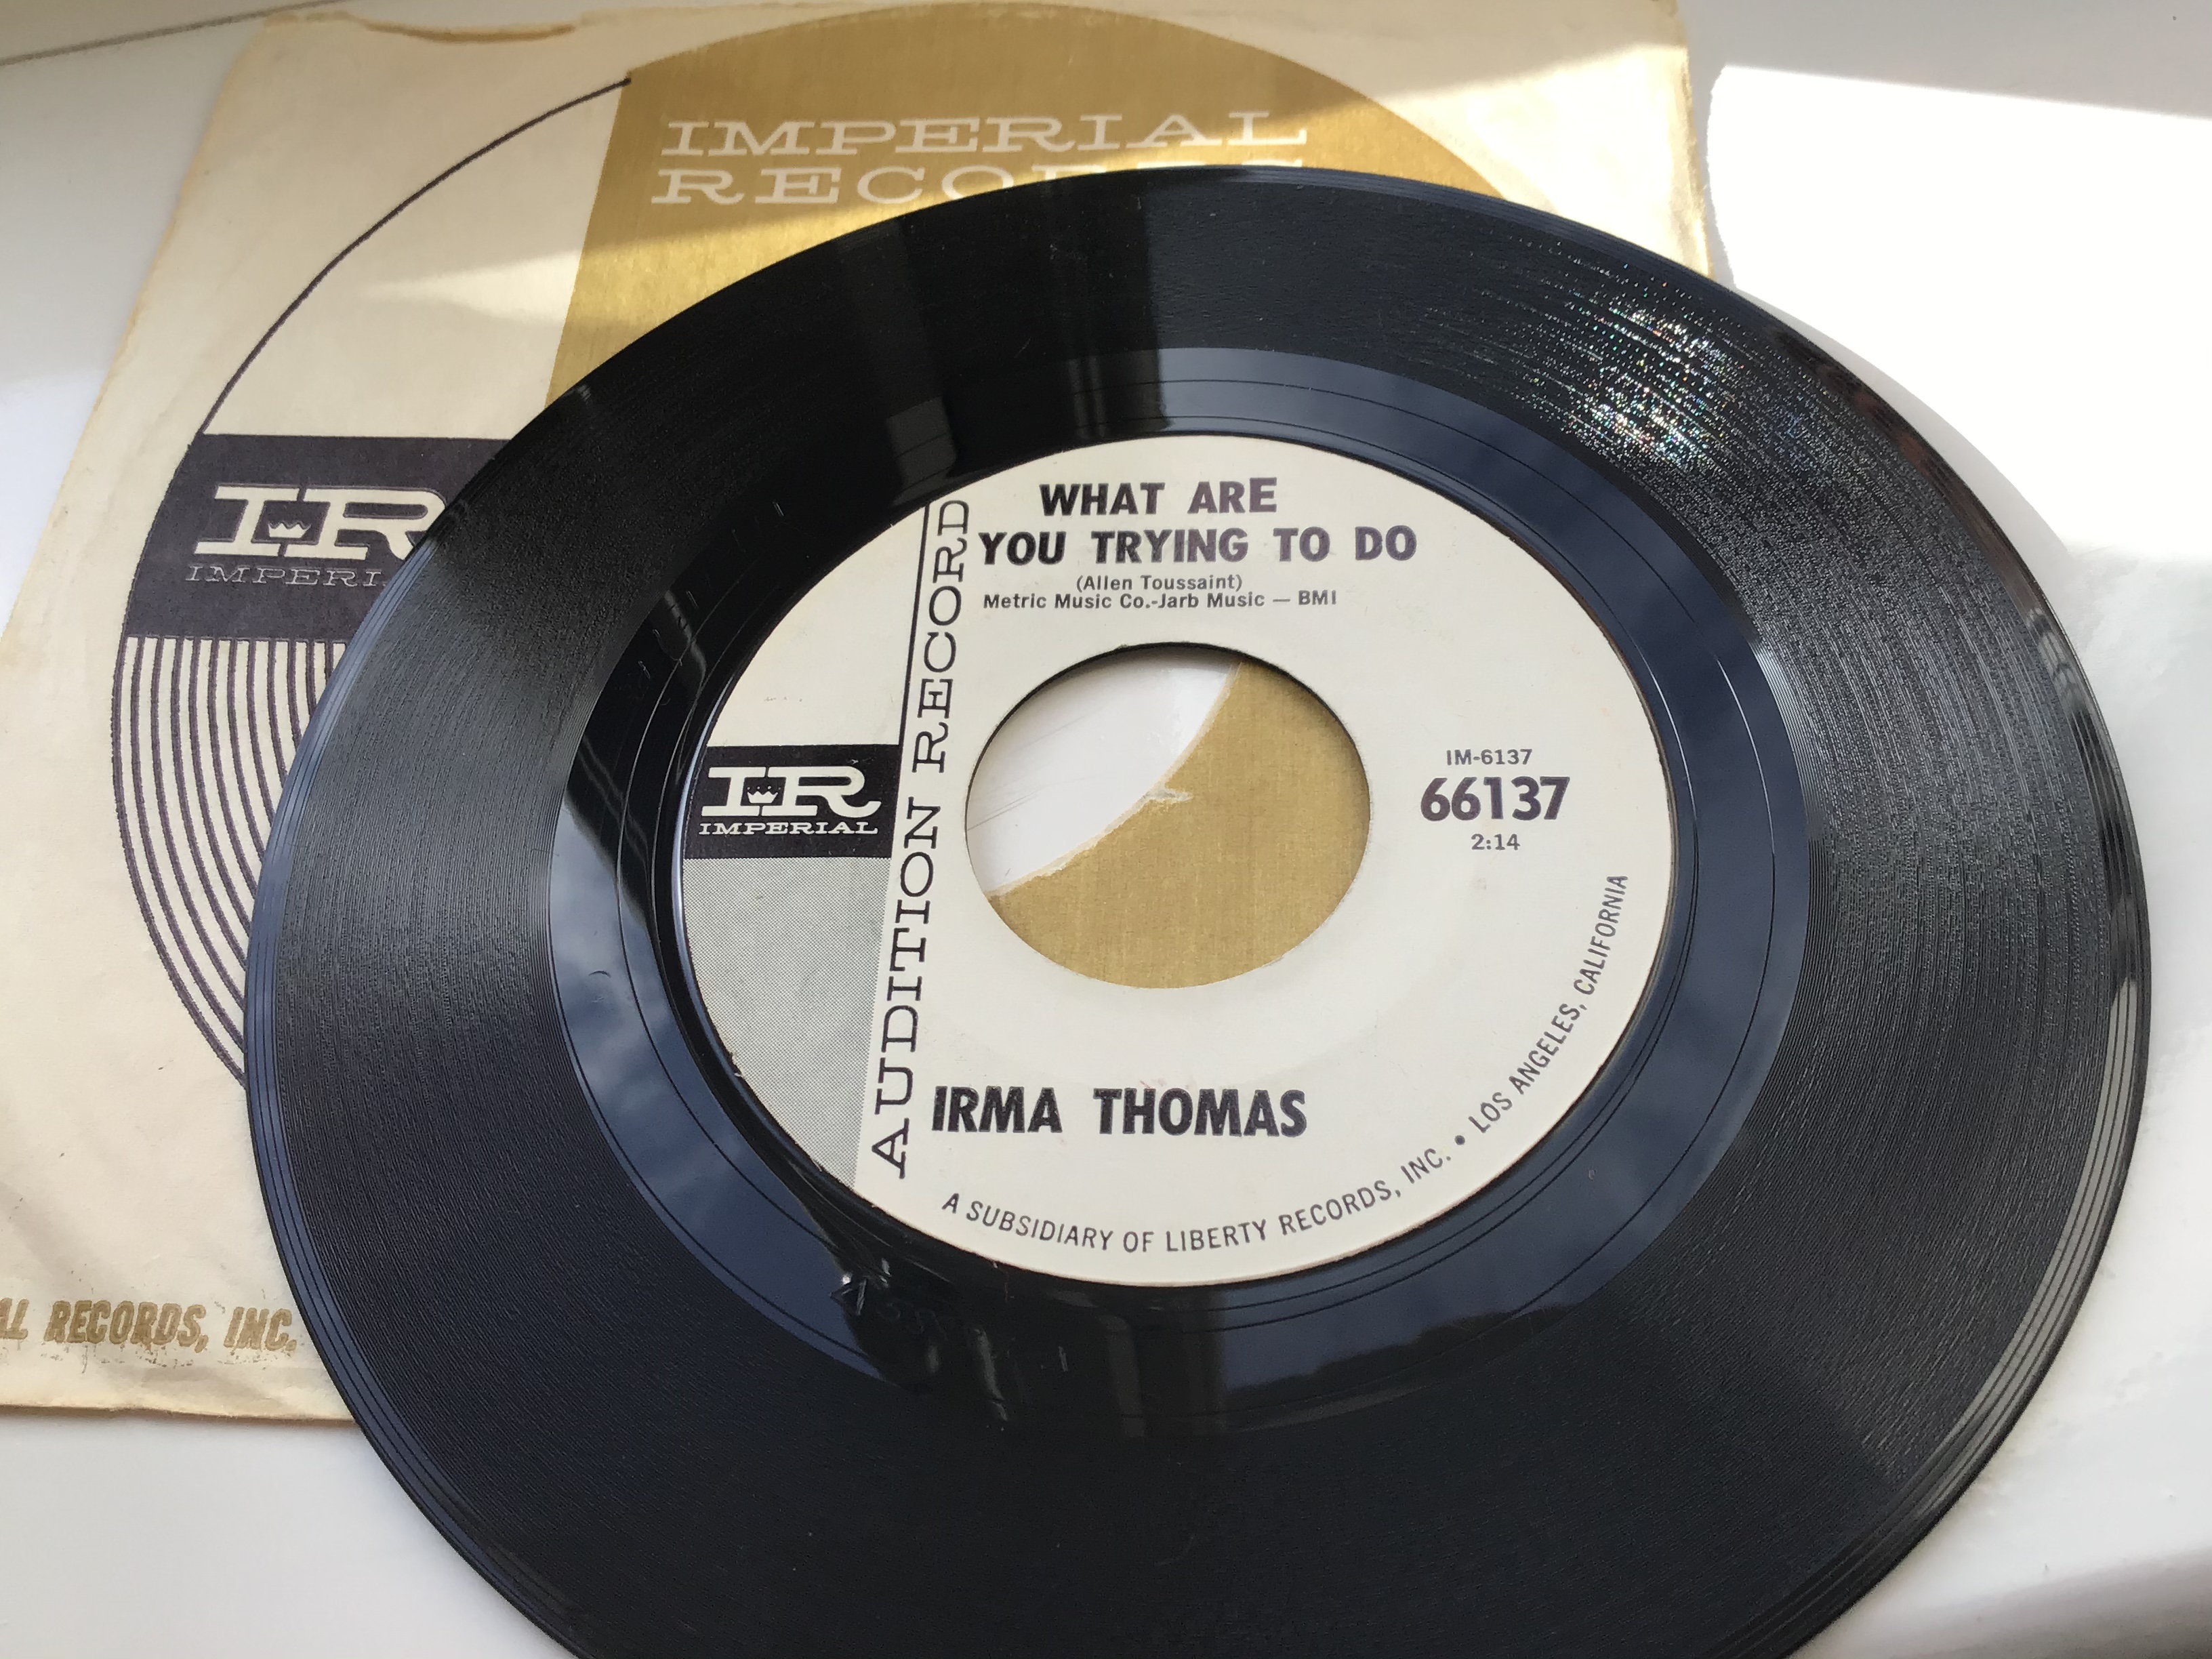 IMPERIAL
RECO
IR
IMPERI
AL RECORDS, INC.
WHAT ARE
YOU TRYING TO DO
(Allen Toussaint)
Metric Music Co.-Jarb Music — BMI
AUDITION RECORD
IR
IMPERIAL
IM-6137
66137
2:14
IRMA THOMAS
A SUBSIDIARY OF LIBERTY RECORDS, INC. • LOS ANGELES, CALIFORNIA